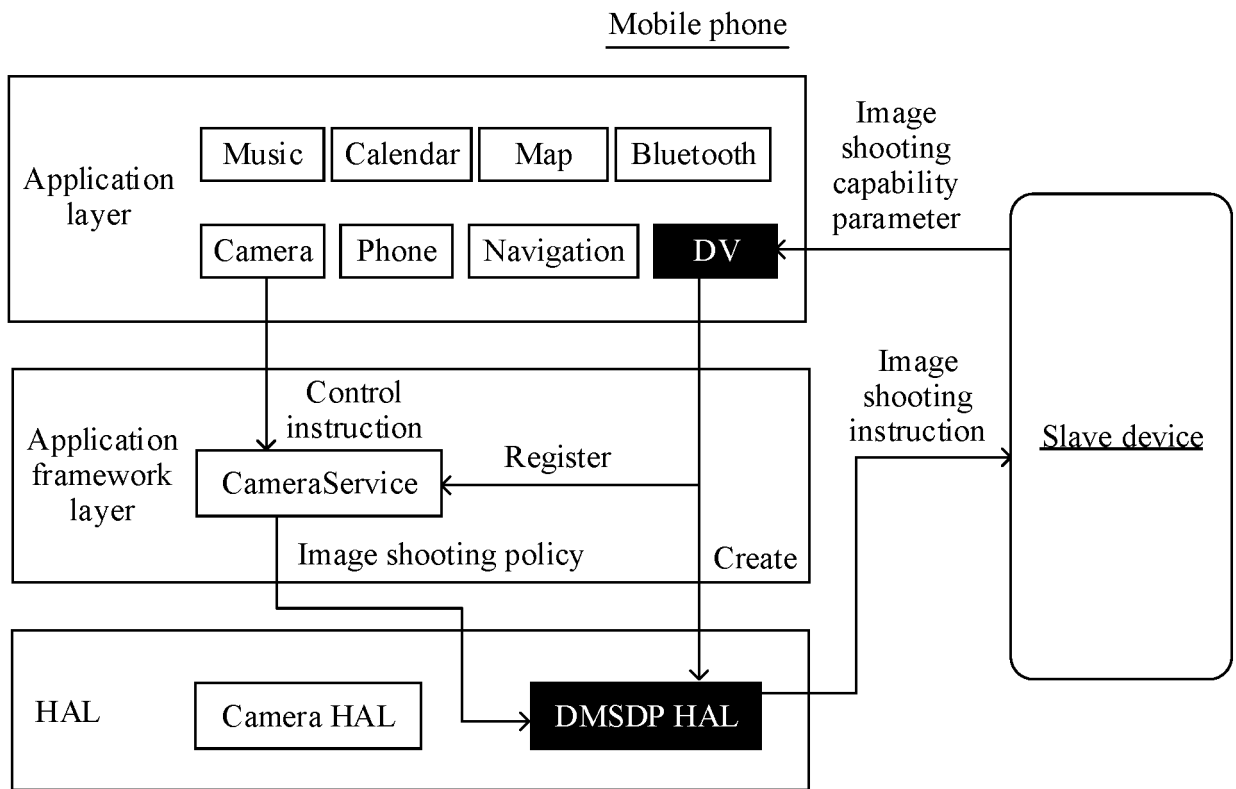 Mobile phone
Image
shooting
capability
parameter
Application
layer
Music
Calendar
Map
Bluetooth
Camera
Phone
Navigation
DV
Image
shooting
instruction
Application
framework
layer
Control
instruction
CameraService
Register
Image shooting policy
Create
Slave device
HAL
Camera HAL
DMSDP HAL